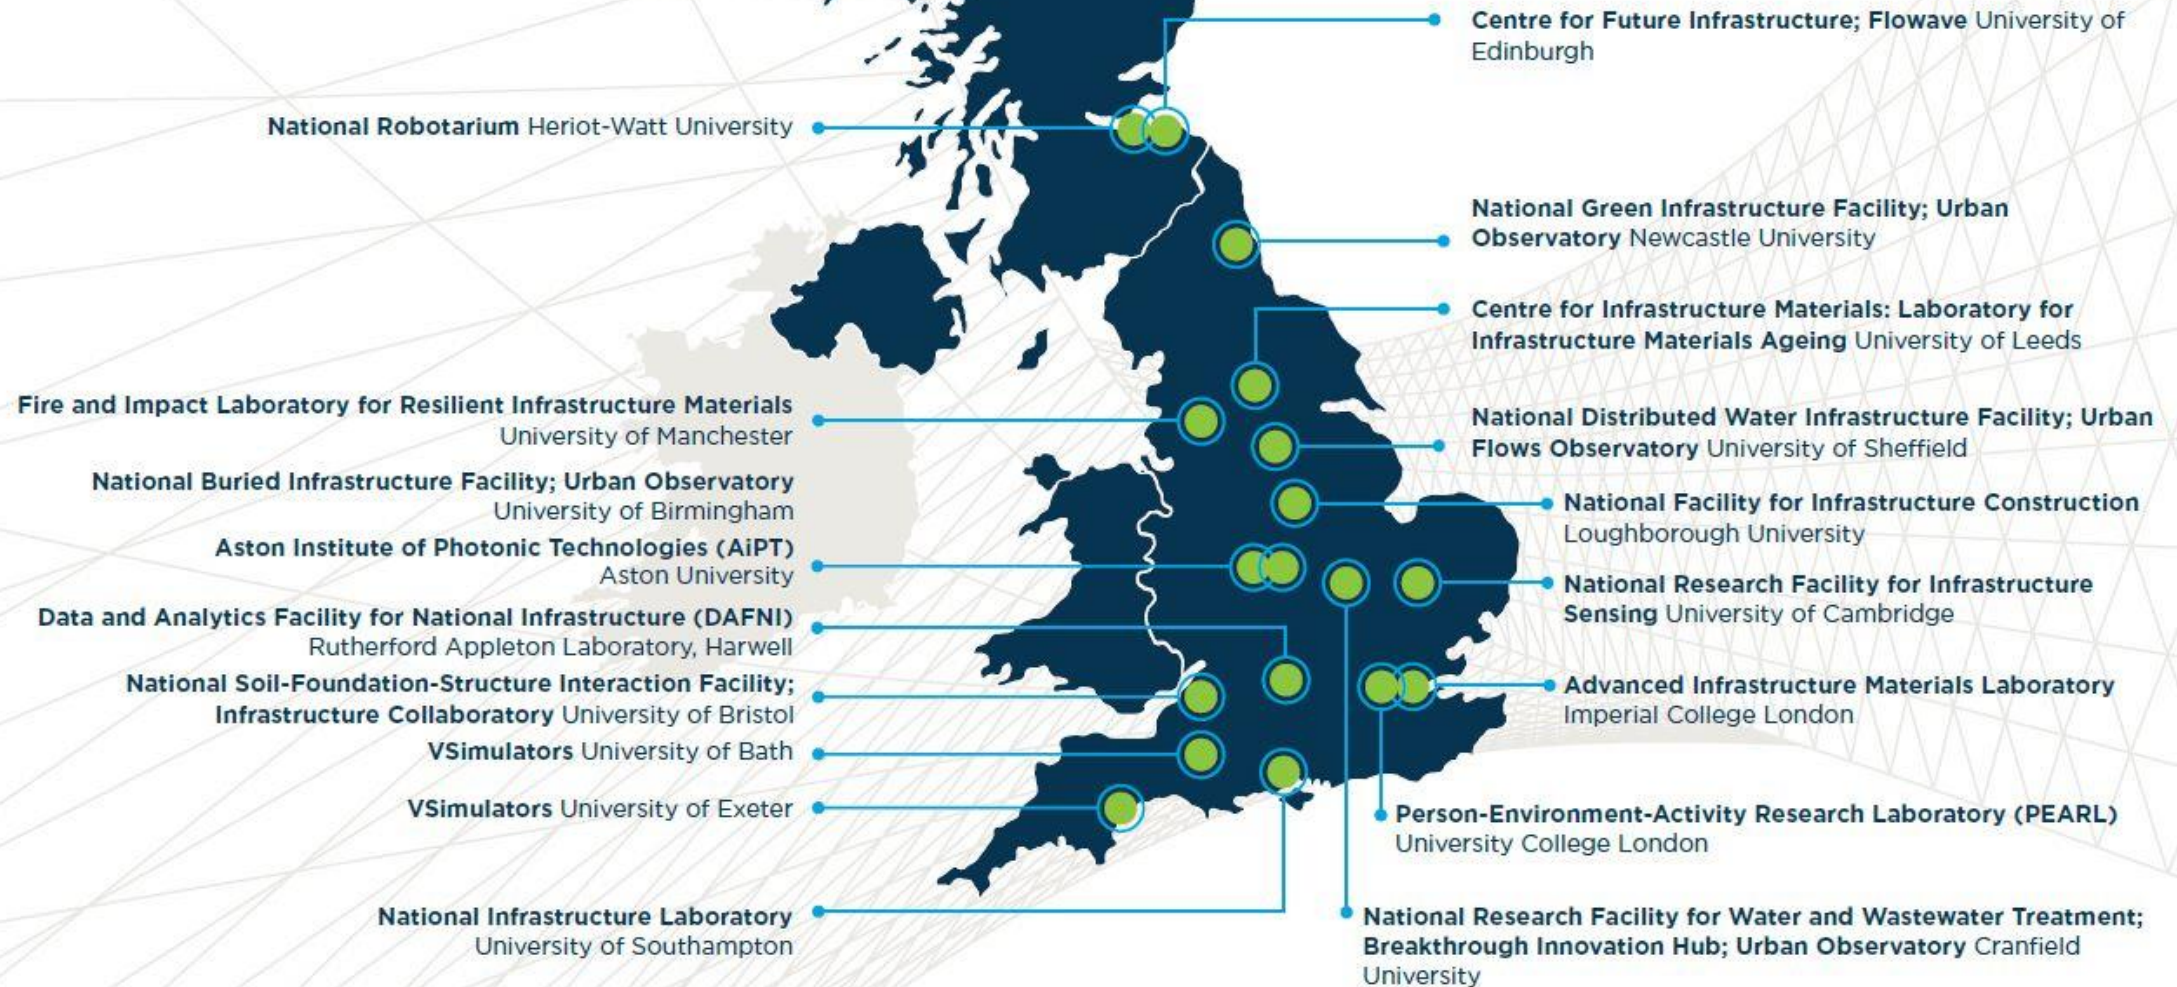 Centre for Future Infrastructure; Flowave University of
Edinburgh
National Robotarium Heriot-Watt University
National Green Infrastructure Facility; Urban
Observatory Newcastle University
Centre for Infrastructure Materials: Laboratory for
Infrastructure Materials Ageing University of Leeds
Fire and Impact Laboratory for Resilient Infrastructure Materials
University of Manchester
National Distributed Water Infrastructure Facility; Urban
Flows Observatory University of Sheffield
National Buried Infrastructure Facility; Urban Observatory
University of Birmingham
National Facility for Infrastructure Construction
Loughborough University
Aston Institute of Photonic Technologies (AiPT)
Aston University
National Research Facility for Infrastructure
Sensing University of Cambridge
Data and Analytics Facility for National Infrastructure (DAFNI)
Rutherford Appleton Laboratory, Harwell
National Soil-Foundation-Structure Interaction Facility;
Infrastructure Collaboratory University of Bristol
Advanced Infrastructure Materials Laboratory
Imperial College London
VSimulators University of Bath
VSimulators University of Exeter
Person-Environment-Activity Research Laboratory (PEARL)
University College London
National Infrastructure Laboratory
University of Southampton
National Research Facility for Water and Wastewater Treatment;
Breakthrough Innovation Hub; Urban Observatory Cranfield
University